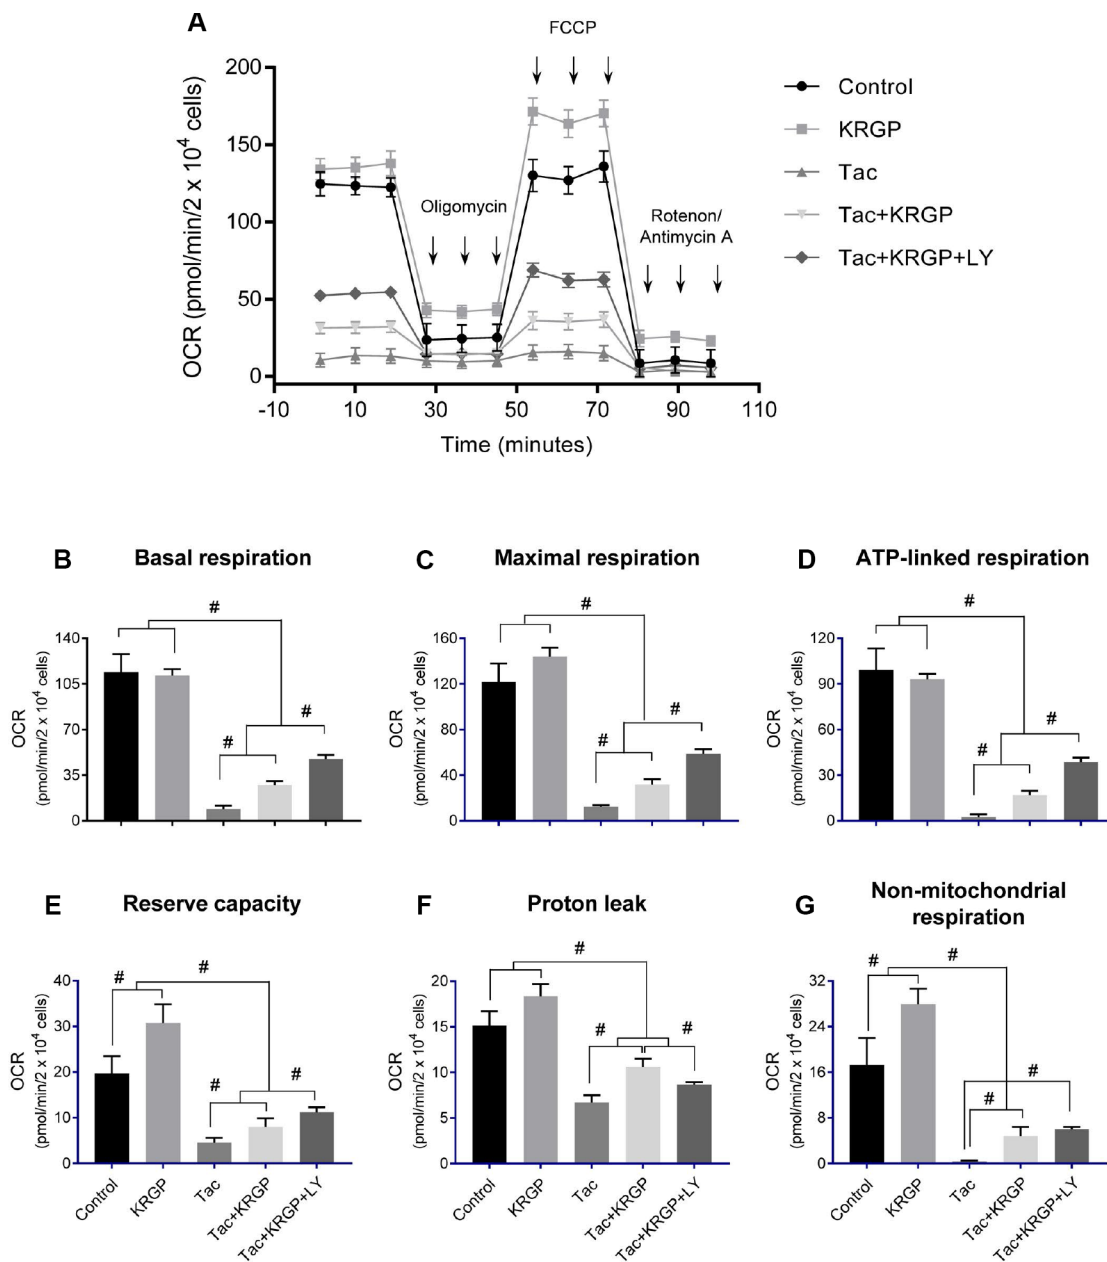 A
FCCP
OCR (pmol/min/2 x 10⁴ cells)
200
150
100
50
0
Oligomycin
Rotenon/
Antimycin A
-10
10
30
50
70
90
110
Time (minutes)
Control
KRGP
Tac
Tac+KRGP
Tac+KRGP+LY
B
Basal respiration
#
#
#
OCR
(pmol/min/2 x 10⁴ cells)
140
105
70
35
0
C
Maximal respiration
#
#
#
OCR
(pmol/min/2 x 10⁴ cells)
160
120
80
40
0
D
ATP-linked respiration
#
#
#
OCR
(pmol/min/2 x 10⁴ cells)
120
90
60
30
0
E
Reserve capacity
#
#
#
#
OCR
(pmol/min/2 x 10⁴ cells)
40
30
20
10
0
Control
KRGP
Tac
Tac+KRGP
Tac+KRGP+LY
F
Proton leak
#
#
#
OCR
(pmol/min/2 x 10⁴ cells)
20
15
10
5
0
Control
KRGP
Tac
Tac+KRGP
Tac+KRGP+LY
G
Non-mitochondrial
respiration
#
#
#
#
OCR
(pmol/min/2 x 10⁴ cells)
32
24
16
8
0
Control
KRGP
Tac
Tac+KRGP
Tac+KRGP+LY